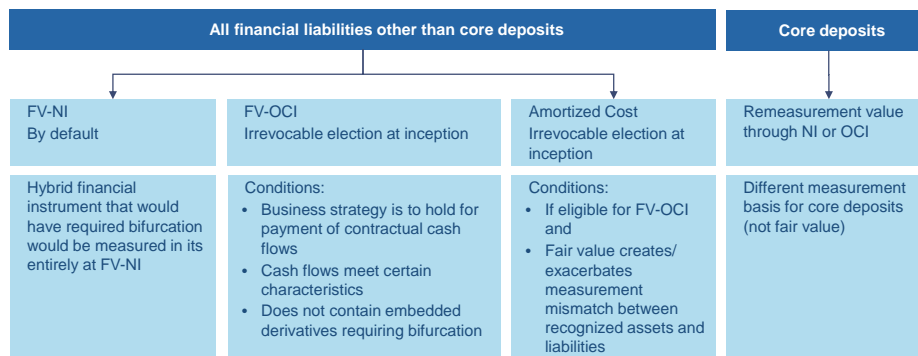 All financial liabilities other than core deposits
Core deposits
FV-NI
By default
FV-OCI
Irrevocable election at inception
Amortized Cost
Irrevocable election at
inception
Remeasurement value
through NI or OCI
Hybrid financial
instrument that would
have required bifurcation
would be measured in its
entirely at FV-NI
Conditions:
• Business strategy is to hold for
payment of contractual cash
flows
• Cash flows meet certain
characteristics
• Does not contain embedded
derivatives requiring bifurcation
Conditions:
• If eligible for FV-OCI
and
• Fair value creates/
exacerbates
measurement
mismatch between
recognized assets and
liabilities
Different measurement
basis for core deposits
(not fair value)